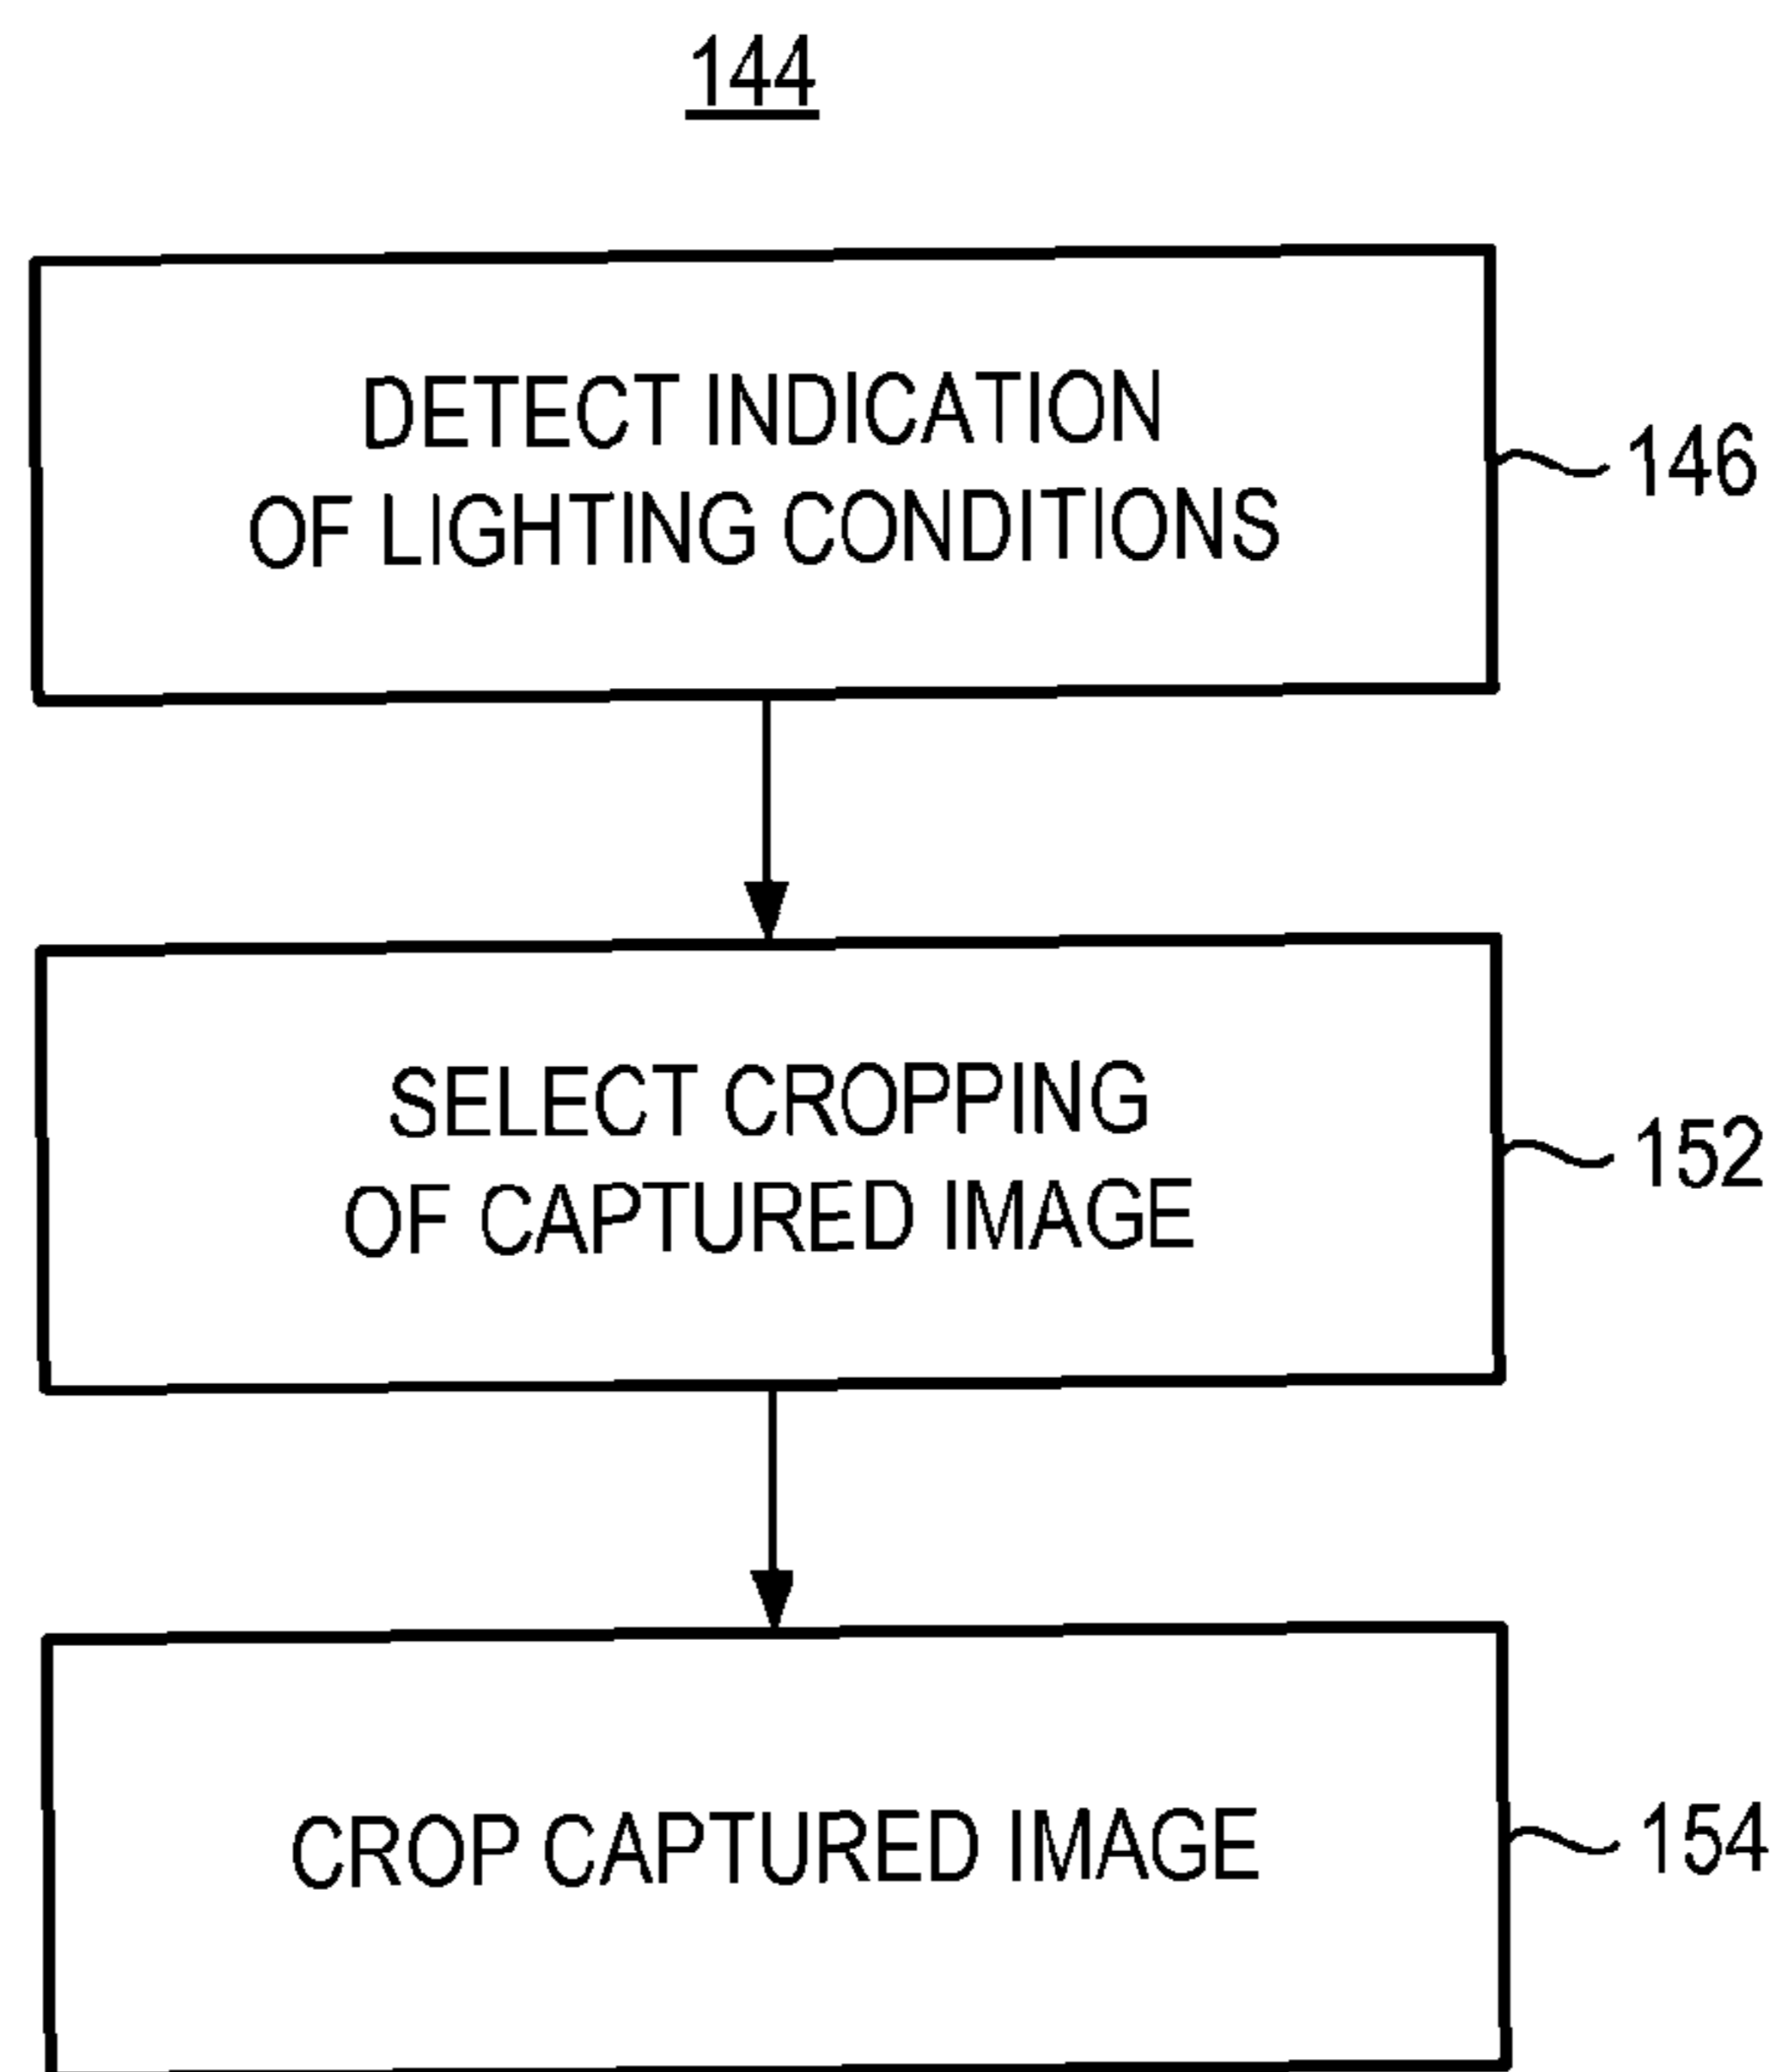 144
DETECT INDICATION
OF LIGHTING CONDITIONS
146
SELECT CROPPING
OF CAPTURED IMAGE
152
CROP CAPTURED IMAGE
154